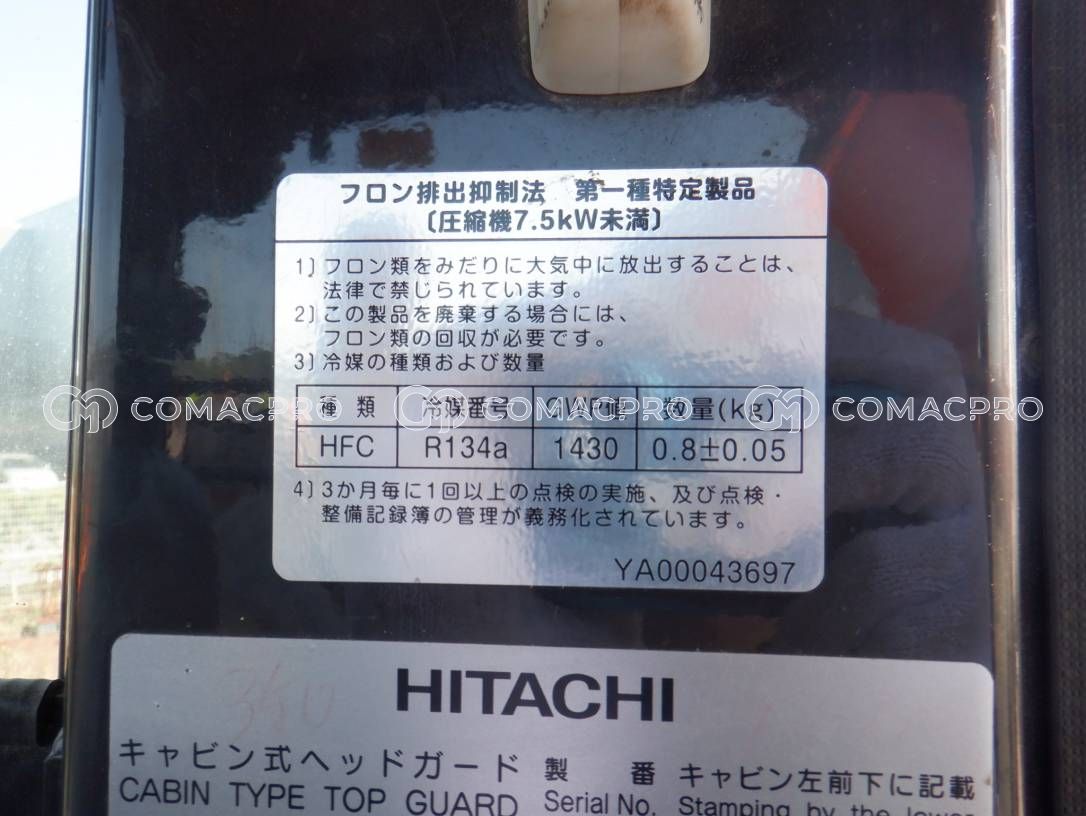 フロン排出抑制法　第一種特定製品
〔圧縮機7.5kW未満〕
1) フロン類をみだりに大気中に放出することは、
法律で禁じられています。
2) この製品を廃棄する場合には、
フロン類の回収が必要です。
3) 冷媒の種類および数量
種類 冷媒番号 GWP値 数量(kg)
COMACPRO COMACPRO COMACPRO
HFC R134a 1430 0.8±0.05
4) 3か月毎に1回以上の点検の実施、及び点検・
整備記録簿の管理が義務化されています。
YA00043697
HITACHI
キャビン式ヘッドガード 製番 キャビン左前下に記載
CABIN TYPE TOP GUARD Serial No. Stamping by the lower